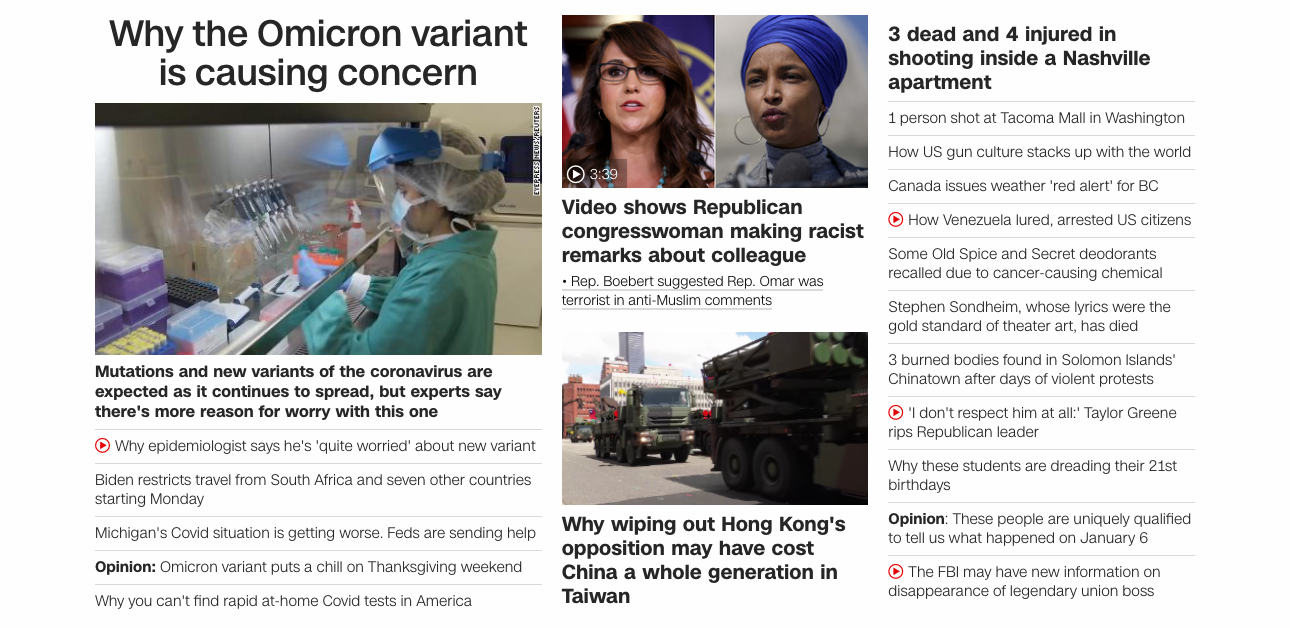 Why the Omicron variant
is causing concern
EYEPRESS NEWS/REUTERS
Mutations and new variants of the coronavirus are
expected as it continues to spread, but experts say
there's more reason for worry with this one
Why epidemiologist says he's 'quite worried' about new variant
Biden restricts travel from South Africa and seven other countries
starting Monday
Michigan's Covid situation is getting worse. Feds are sending help
Opinion: Omicron variant puts a chill on Thanksgiving weekend
Why you can't find rapid at-home Covid tests in America
3:39
Video shows Republican
congresswoman making racist
remarks about colleague
• Rep. Boebert suggested Rep. Omar was
terrorist in anti-Muslim comments
Why wiping out Hong Kong's
opposition may have cost
China a whole generation in
Taiwan
3 dead and 4 injured in
shooting inside a Nashville
apartment
1 person shot at Tacoma Mall in Washington
How US gun culture stacks up with the world
Canada issues weather 'red alert' for BC
How Venezuela lured, arrested US citizens
Some Old Spice and Secret deodorants
recalled due to cancer-causing chemical
Stephen Sondheim, whose lyrics were the
gold standard of theater art, has died
3 burned bodies found in Solomon Islands'
Chinatown after days of violent protests
'I don't respect him at all:' Taylor Greene
rips Republican leader
Why these students are dreading their 21st
birthdays
Opinion: These people are uniquely qualified
to tell us what happened on January 6
The FBI may have new information on
disappearance of legendary union boss